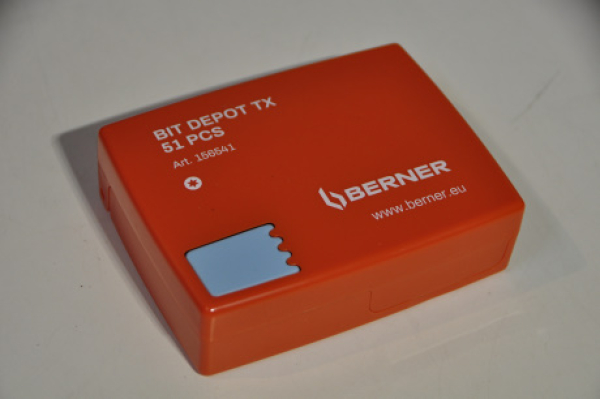 BIT DEPOT TX
51 PCS
Art. 156541
BERNER
www.berner.eu